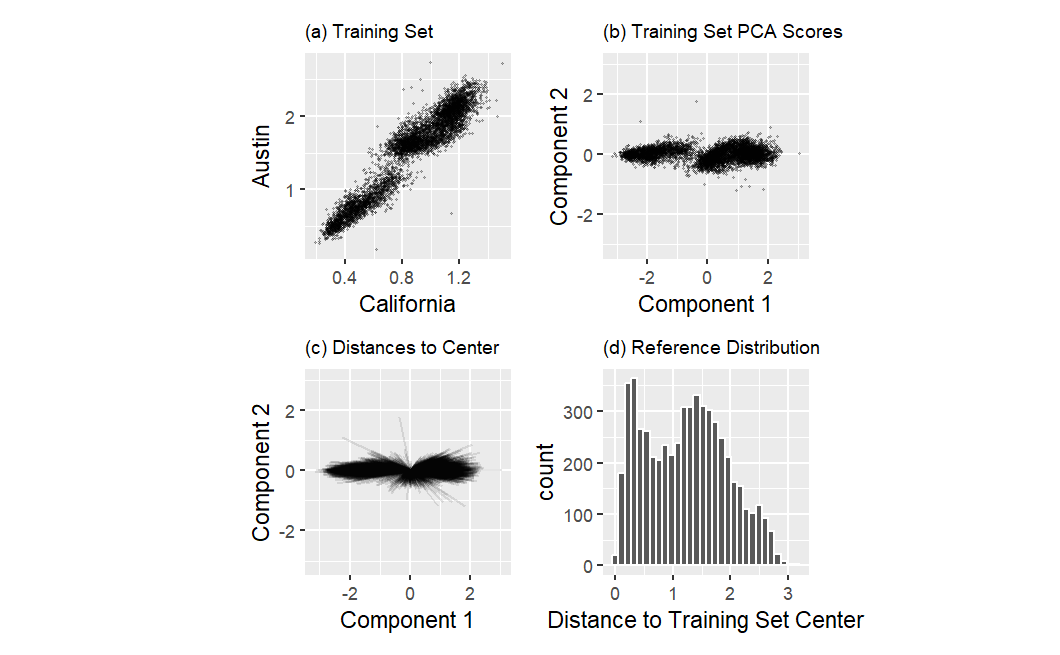 (a) Training Set
Austin
2
1
0.4 0.8 1.2
California
(b) Training Set PCA Scores
Component 2
2
0
-2
-2 0 2
Component 1
(c) Distances to Center
Component 2
2
0
-2
-2 0 2
Component 1
(d) Reference Distribution
count
300
200
100
0
0 1 2 3
Distance to Training Set Center